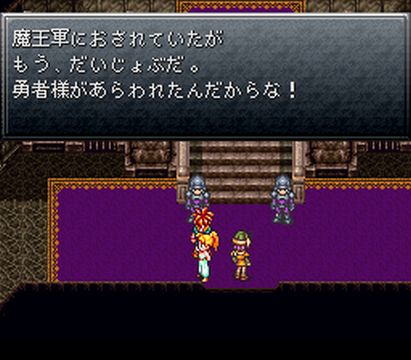 魔王軍におされていたが
もう、だいじょぶだ。
勇者様があらわれたんだからな！